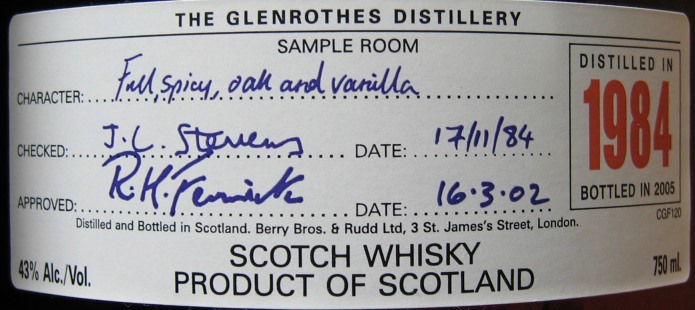 THE GLENROTHES DISTILLERY
SAMPLE ROOM
CHARACTER: Full, spicy, oak and vanilla
CHECKED: J.C. Stevens DATE: 17/11/84
APPROVED: R.H. Fenwick DATE: 16.3.02
DISTILLED IN
1984
BOTTLED IN 2005
CGF120
Distilled and Bottled in Scotland. Berry Bros. & Rudd Ltd, 3 St. James's Street, London.
43% Alc./Vol.
SCOTCH WHISKY
PRODUCT OF SCOTLAND
750 mL